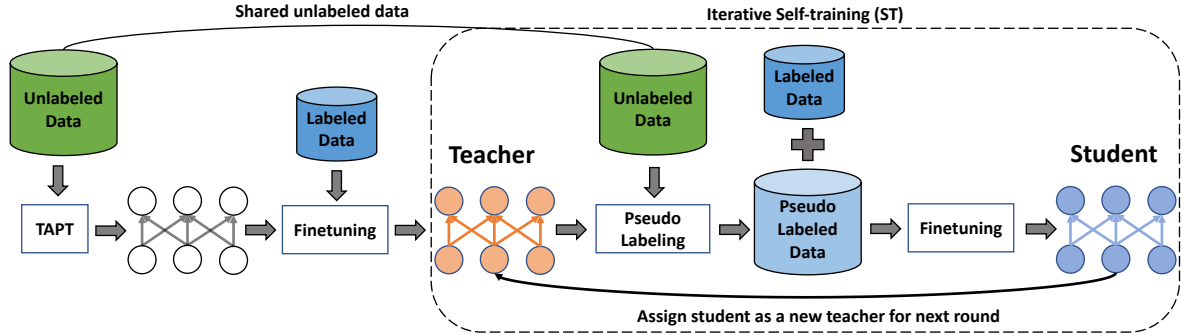 Shared unlabeled data
Iterative Self-training (ST)
Unlabeled
Data
Labeled
Data
Unlabeled
Data
Labeled
Data
Teacher
Student
TAPT
Finetuning
Pseudo
Labeling
Pseudo
Labeled
Data
Finetuning
Assign student as a new teacher for next round